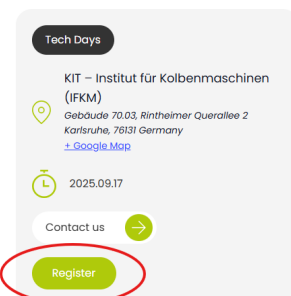 Tech Days
KIT – Institut für Kolbenmaschinen
(IFKM)
Gebäude 70.03, Rintheimer Querallee 2
Karlsruhe, 76131 Germany
+ Google Map
2025.09.17
Contact us
Register